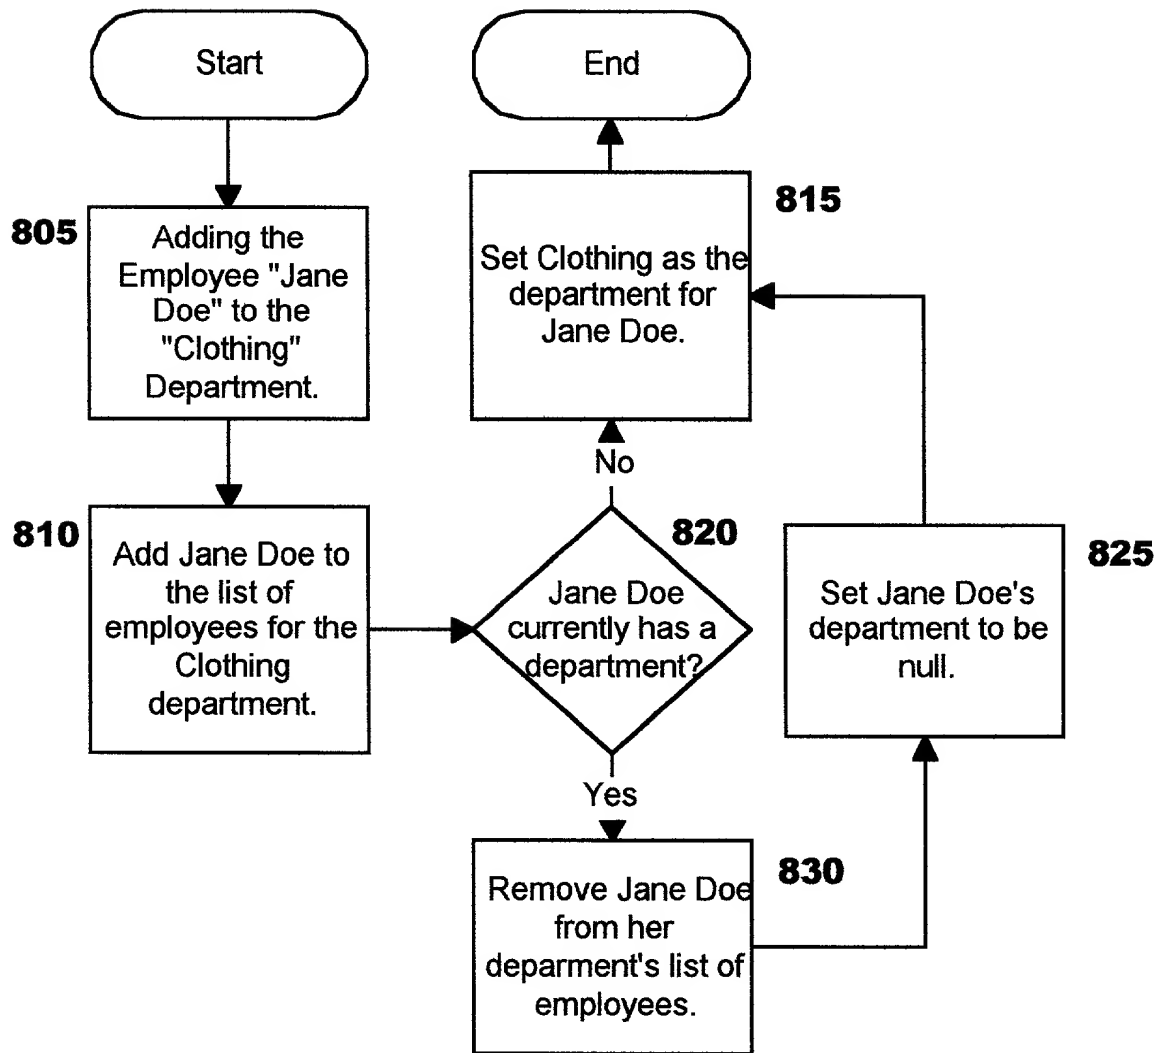 Start
805
Adding the
Employee "Jane
Doe" to the
"Clothing"
Department.
810
Add Jane Doe to
the list of
employees for the
Clothing
department.
820
Jane Doe
currently has a
department?
No
Yes
830
Remove Jane Doe
from her
deparment's list of
employees.
825
Set Jane Doe's
department to be
null.
815
Set Clothing as the
department for
Jane Doe.
End